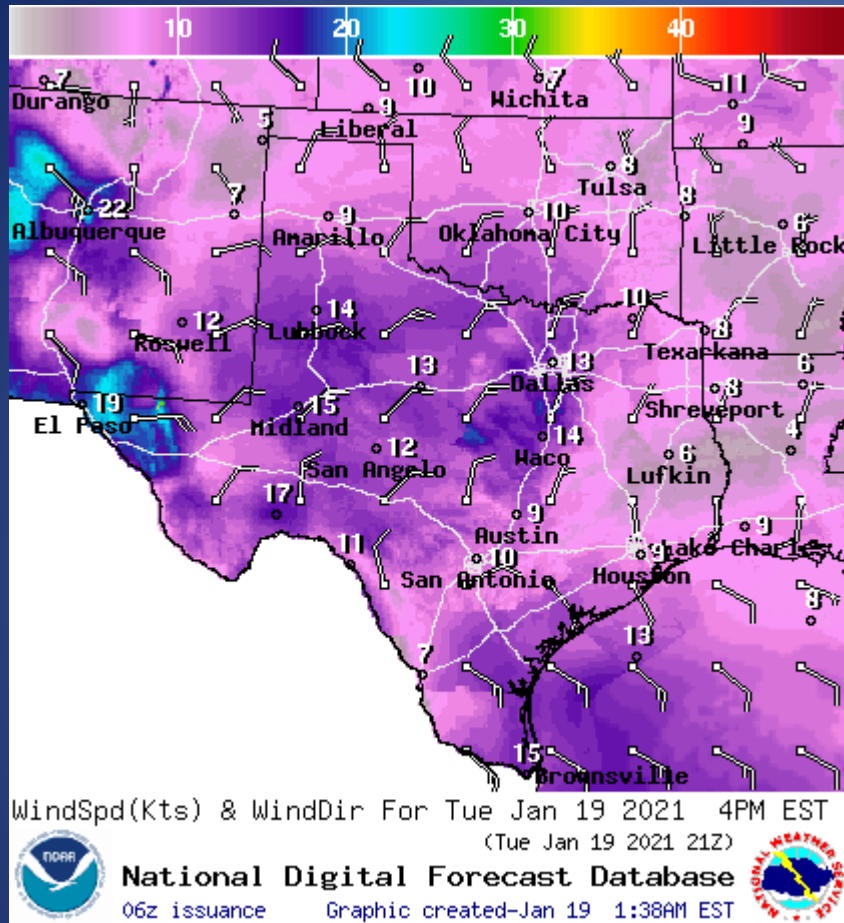 10 20 30 40
7 10 7 11
Durango Wichita
9 Liberal
5 9
8 Tulsa
22 7 9 10 8 6
Albuquerque Amarillo Oklahoma City Little Rock
12 14 10 8
Roswell Lubbock Texarkana
13 13 6
Dallas
19 15 8
El Paso Midland Shreveport
12 14 4
San Angelo Waco 6
Lufkin
17 9 9
Austin Lake Charles
11 10 9
San Antonio Houston
8
13
7
15
Brownsville
WindSpd(Kts) & WindDir For Tue Jan 19 2021 4PM EST
(Tue Jan 19 2021 21Z)
NOAA
National Digital Forecast Database
06z issuance Graphic created-Jan 19 1:38AM EST
NATIONAL WEATHER SERVICE